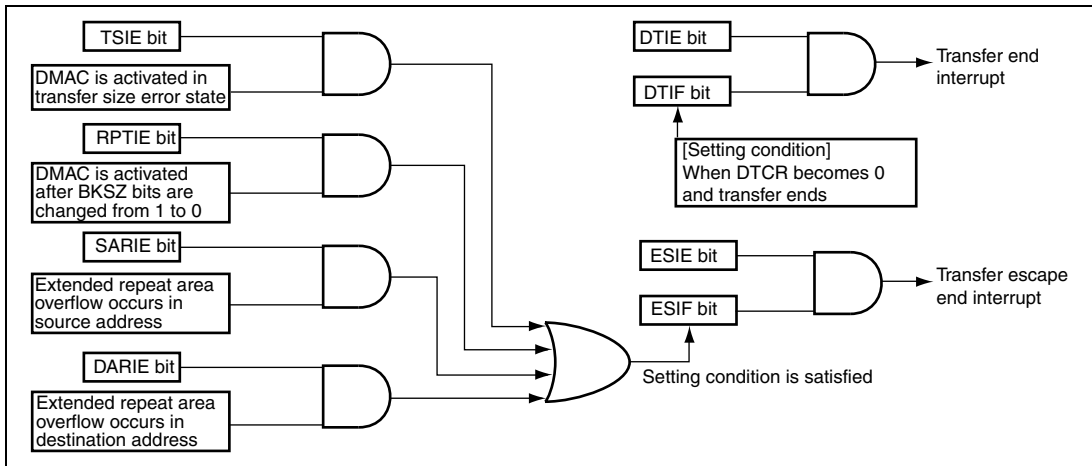 TSIE bit
DMAC is activated in
transfer size error state
RPTIE bit
DMAC is activated
after BKSZ bits are
changed from 1 to 0
SARIE bit
Extended repeat area
overflow occurs in
source address
DARIE bit
Extended repeat area
overflow occurs in
destination address
DTIE bit
DTIF bit
Transfer end
interrupt
[Setting condition]
When DTCR becomes 0
and transfer ends
ESIE bit
ESIF bit
Transfer escape
end interrupt
Setting condition is satisfied